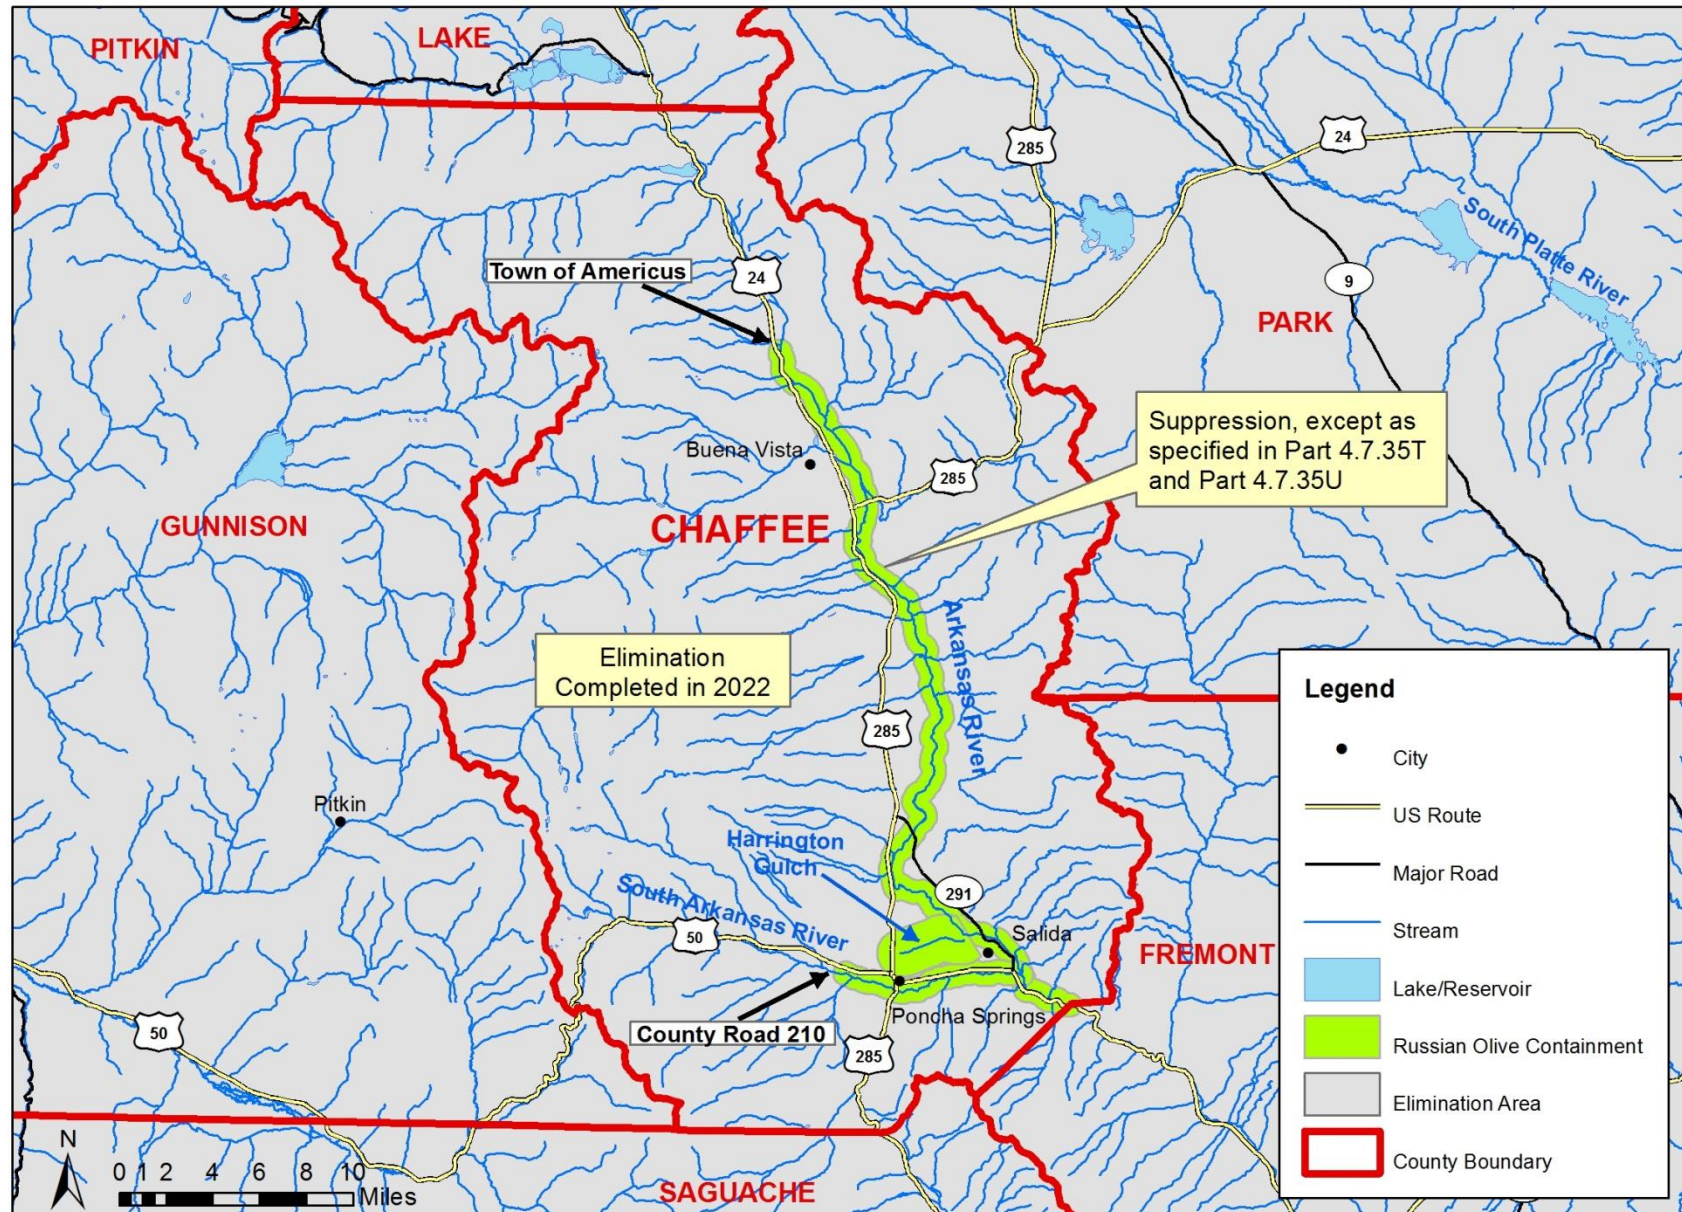 PITKIN
LAKE
285
24
South Platte River
Town of Americus
24
9
PARK
Suppression, except as
specified in Part 4.7.35T
and Part 4.7.35U
Buena Vista
285
GUNNISON
CHAFFEE
Arkansas River
Elimination
Completed in 2022
285
Pitkin
Harrington
Gulch
South Arkansas River
291
50
Salida
FREMONT
County Road 210
Poncha Springs
50
285
SAGUACHE
N
0 1 2 4 6 8 10
Miles
Legend
City
US Route
Major Road
Stream
Lake/Reservoir
Russian Olive Containment
Elimination Area
County Boundary